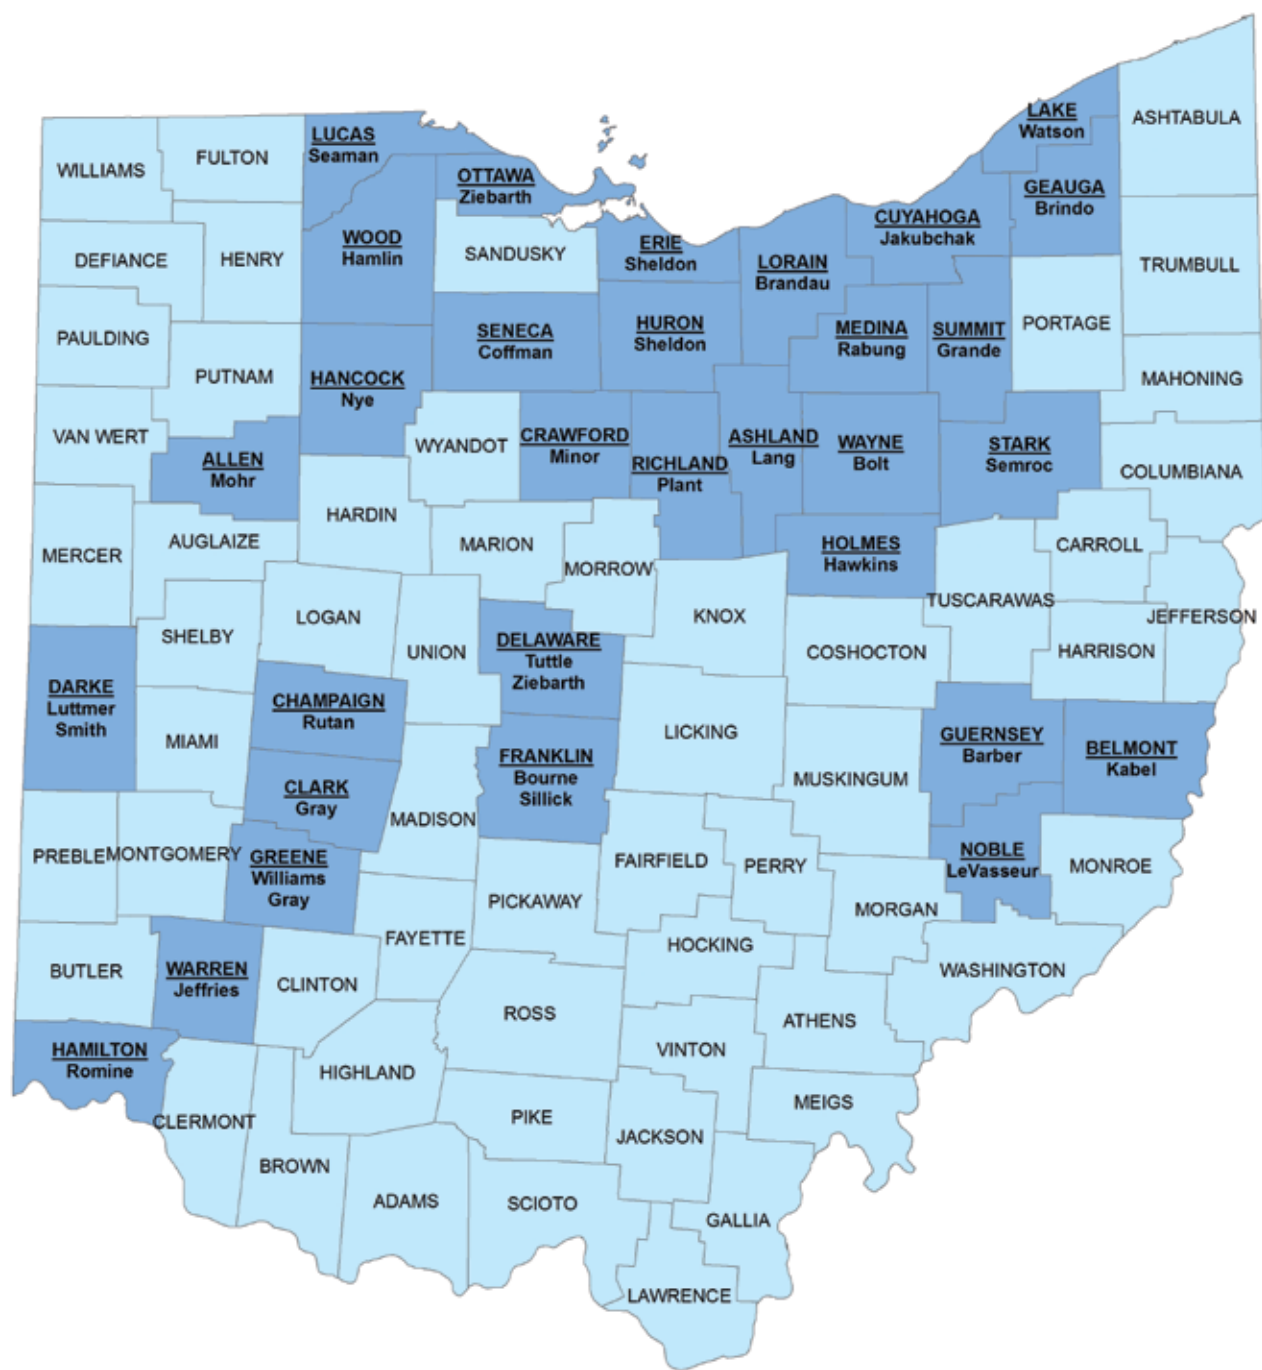 LAKE
Watson
ASHTABULA
LUCAS
Seaman
FULTON
WILLIAMS
OTTAWA
Ziebarth
GEAUGA
Brindo
CUYAHOGA
Jakubchak
WOOD
Hamlin
SANDUSKY
ERIE
Sheldon
LORAIN
Brandau
DEFIANCE
HENRY
TRUMBULL
PAULDING
SENECA
Coffman
HURON
Sheldon
MEDINA
Rabung
SUMMIT
Grande
PORTAGE
PUTNAM
HANCOCK
Nye
MAHONING
VAN WERT
ALLEN
Mohr
WYANDOT
CRAWFORD
Minor
RICHLAND
Plant
ASHLAND
Lang
WAYNE
Bolt
STARK
Semroc
COLUMBIANA
HARDIN
MERCER
AUGLAIZE
MARION
MORROW
HOLMES
Hawkins
CARROLL
TUSCARAWAS
JEFFERSON
LOGAN
KNOX
SHELBY
UNION
DELAWARE
Tuttle
Ziebarth
COSHOCTON
HARRISON
DARKE
Luttmer
Smith
CHAMPAIGN
Rutan
MIAMI
LICKING
GUERNSEY
Barber
BELMONT
Kabel
FRANKLIN
Bourne
Sillick
MUSKINGUM
CLARK
Gray
MADISON
PREBLE
MONTGOMERY
GREENE
Williams
Gray
FAIRFIELD
PERRY
NOBLE
LeVasseur
MONROE
PICKAWAY
MORGAN
FAYETTE
HOCKING
WASHINGTON
BUTLER
WARREN
Jeffries
CLINTON
ROSS
ATHENS
HAMILTON
Romine
VINTON
HIGHLAND
MEIGS
CLERMONT
PIKE
JACKSON
BROWN
ADAMS
SCIOTO
GALLIA
LAWRENCE